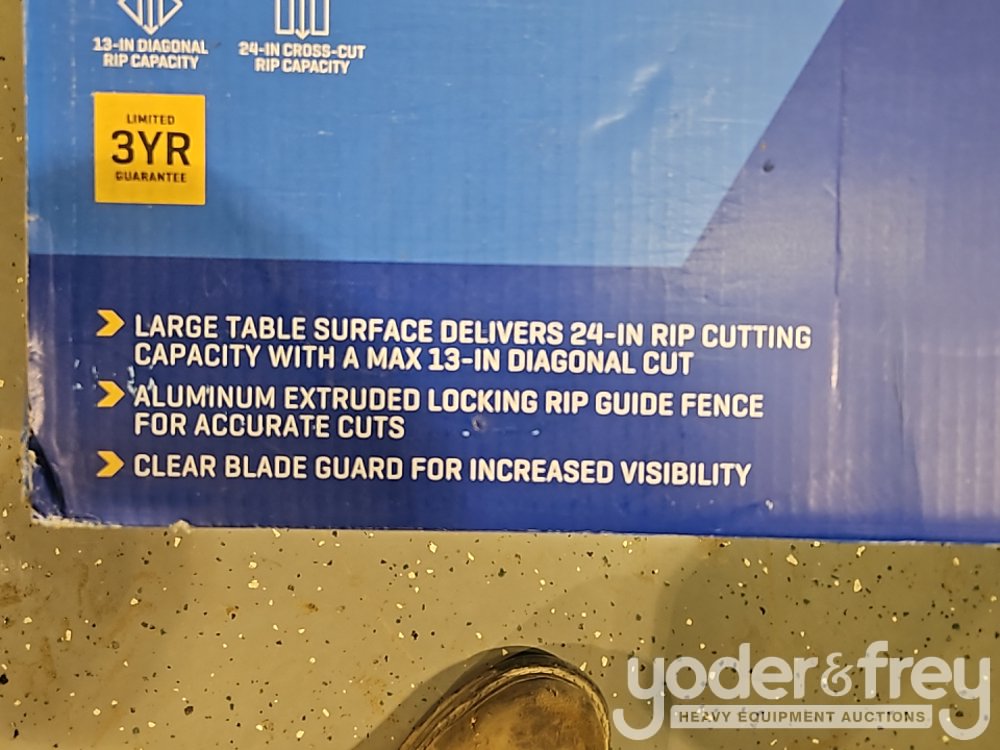 13-IN DIAGONAL
RIP CAPACITY
24-IN CROSS-CUT
RIP CAPACITY
LIMITED
3YR
GUARANTEE
LARGE TABLE SURFACE DELIVERS 24-IN RIP CUTTING
CAPACITY WITH A MAX 13-IN DIAGONAL CUT
ALUMINUM EXTRUDED LOCKING RIP GUIDE FENCE
FOR ACCURATE CUTS
CLEAR BLADE GUARD FOR INCREASED VISIBILITY
yoder&frey
HEAVY EQUIPMENT AUCTIONS